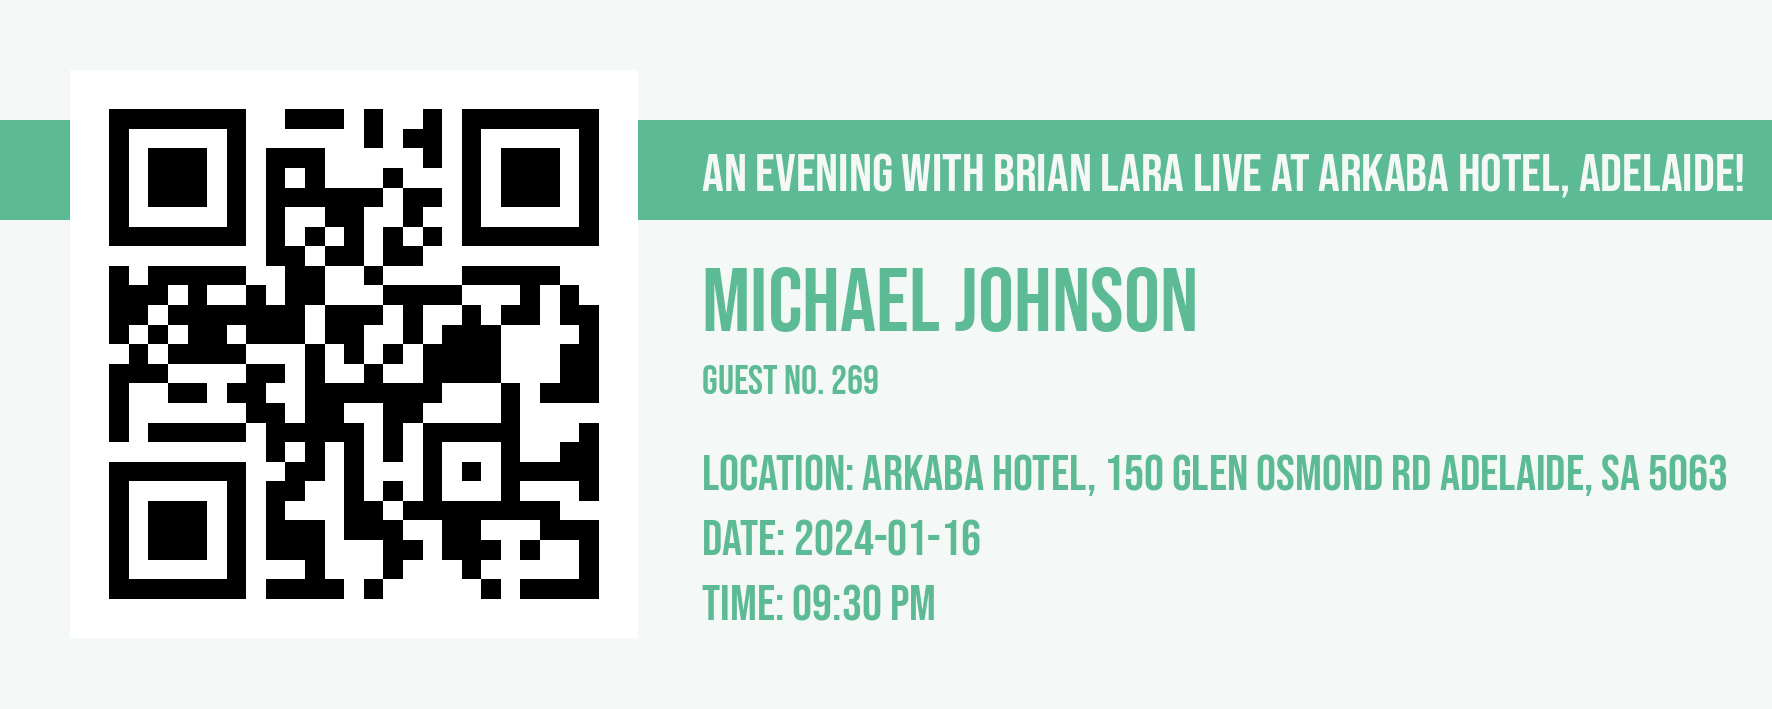 AN EVENING WITH BRIAN LARA LIVE AT ARKABA HOTEL, ADELAIDE!
MICHAEL JOHNSON
GUEST NO. 269
LOCATION: ARKABA HOTEL, 150 GLEN OSMOND RD ADELAIDE, SA 5063
DATE: 2024-01-16
TIME: 09:30 PM